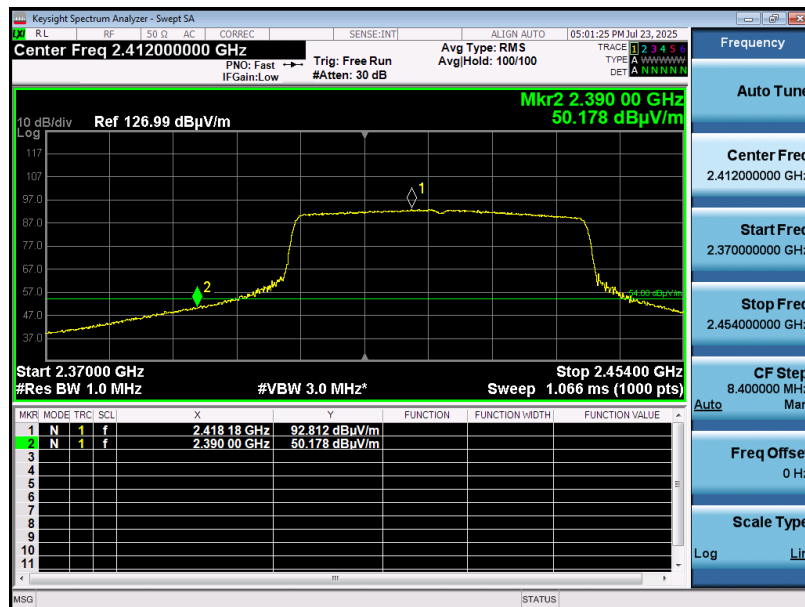 Keysight Spectrum Analyzer - Swept SA
LXI RL RF 50 Ω AC CORREC SENSE:INT ALIGN AUTO 05:01:25 PM Jul 23, 2025
Center Freq 2.412000000 GHz
PNO: Fast
IFGain:Low
Trig: Free Run
#Atten: 30 dB
Avg Type: RMS
Avg|Hold: 100/100
TRACE 1 2 3 4 5 6
TYPE A WWWWW
DET A N N N N N
Mkr2 2.390 00 GHz
50.178 dBµV/m
10 dB/div Ref 126.99 dBµV/m
Log
117
107
97.0
87.0
77.0
67.0
57.0
47.0
37.0
1
2
54.00 dBµV/m
Start 2.37000 GHz Stop 2.45400 GHz
#Res BW 1.0 MHz #VBW 3.0 MHz* Sweep 1.066 ms (1000 pts)
MKR MODE TRC SCL X Y FUNCTION FUNCTION WIDTH FUNCTION VALUE
1 N 1 f 2.418 18 GHz 92.812 dBµV/m
2 N 1 f 2.390 00 GHz 50.178 dBµV/m
3
4
5
6
7
8
9
10
11
MSG STATUS
Frequency
Auto Tune
Center Freq
2.412000000 GHz
Start Freq
2.370000000 GHz
Stop Freq
2.454000000 GHz
CF Step
8.400000 MHz
Auto Man
Freq Offset
0 Hz
Scale Type
Log Lin